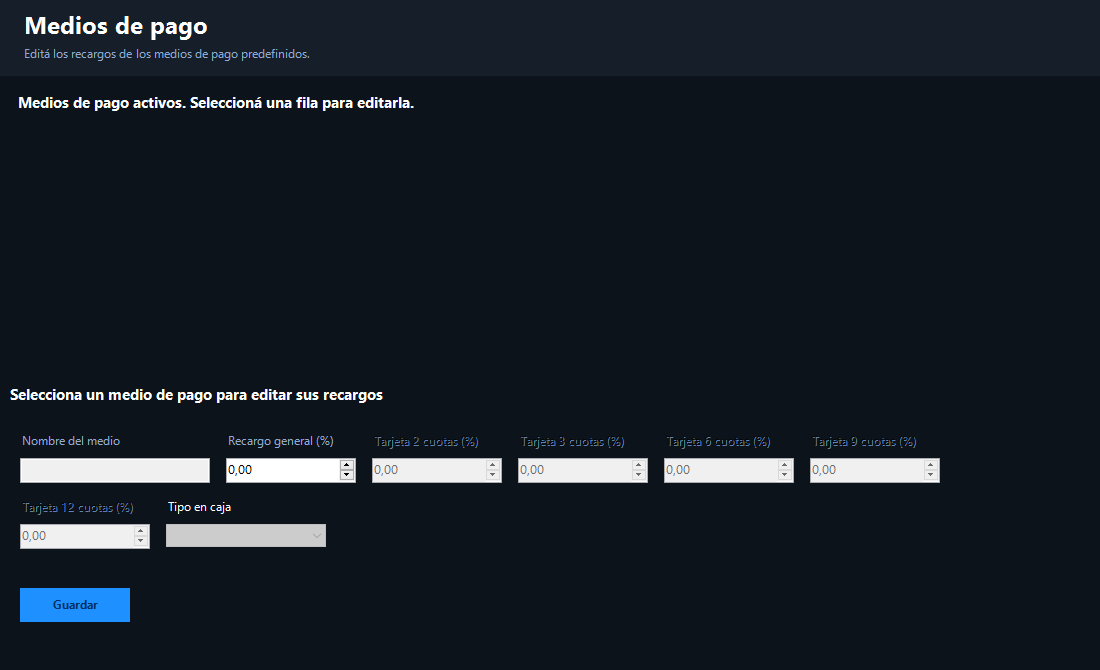 Medios de pago
Editá los recargos de los medios de pago predefinidos.
Medios de pago activos. Seleccioná una fila para editarla.
Selecciona un medio de pago para editar sus recargos
Nombre del medio Recargo general (%) Tarjeta 2 cuotas (%) Tarjeta 3 cuotas (%) Tarjeta 6 cuotas (%) Tarjeta 9 cuotas (%)
0,00 0,00 0,00 0,00 0,00
Tarjeta 12 cuotas (%) Tipo en caja
0,00
Guardar